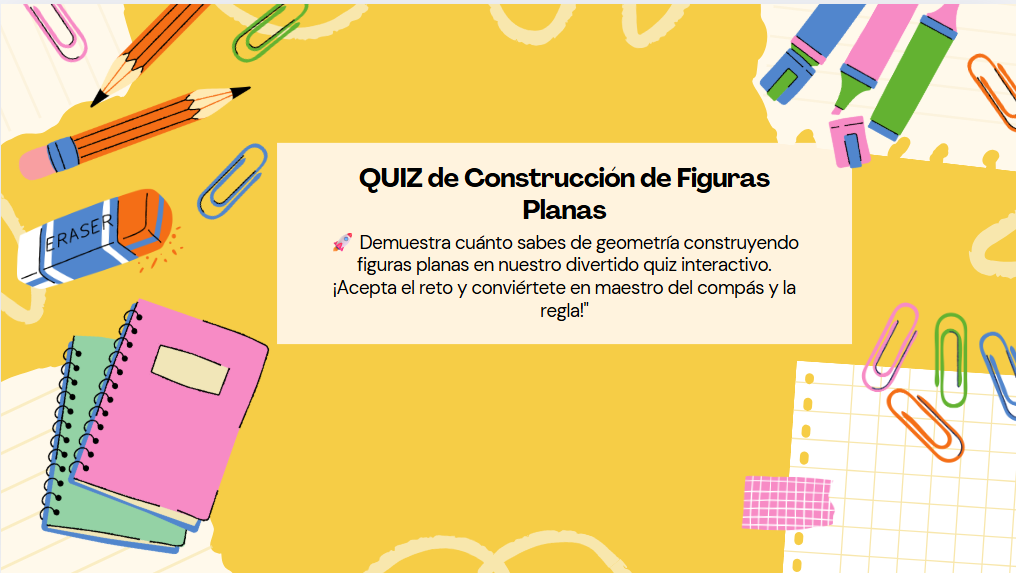 ERASER
QUIZ de Construcción de Figuras
Planas
🚀 Demuestra cuánto sabes de geometría construyendo
figuras planas en nuestro divertido quiz interactivo.
¡Acepta el reto y conviértete en maestro del compás y la
regla!"